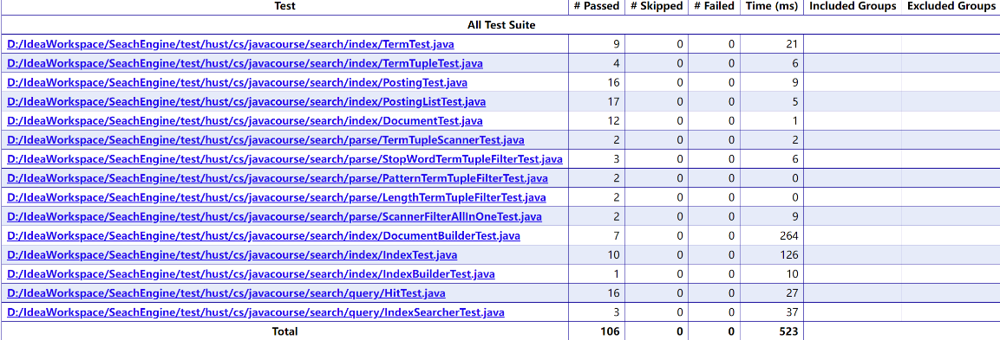 Test # Passed # Skipped # Failed Time (ms) Included Groups Excluded Groups
All Test Suite
D:/IdeaWorkspace/SeachEngine/test/hust/cs/javacourse/search/index/TermTest.java 9 0 0 21
D:/IdeaWorkspace/SeachEngine/test/hust/cs/javacourse/search/index/TermTupleTest.java 4 0 0 6
D:/IdeaWorkspace/SeachEngine/test/hust/cs/javacourse/search/index/PostingTest.java 16 0 0 9
D:/IdeaWorkspace/SeachEngine/test/hust/cs/javacourse/search/index/PostingListTest.java 17 0 0 5
D:/IdeaWorkspace/SeachEngine/test/hust/cs/javacourse/search/index/DocumentTest.java 12 0 0 1
D:/IdeaWorkspace/SeachEngine/test/hust/cs/javacourse/search/parse/TermTupleScannerTest.java 2 0 0 2
D:/IdeaWorkspace/SeachEngine/test/hust/cs/javacourse/search/parse/StopWordTermTupleFilterTest.java 3 0 0 6
D:/IdeaWorkspace/SeachEngine/test/hust/cs/javacourse/search/parse/PatternTermTupleFilterTest.java 2 0 0 0
D:/IdeaWorkspace/SeachEngine/test/hust/cs/javacourse/search/parse/LengthTermTupleFilterTest.java 2 0 0 0
D:/IdeaWorkspace/SeachEngine/test/hust/cs/javacourse/search/parse/ScannerFilterAllInOneTest.java 2 0 0 9
D:/IdeaWorkspace/SeachEngine/test/hust/cs/javacourse/search/index/DocumentBuilderTest.java 7 0 0 264
D:/IdeaWorkspace/SeachEngine/test/hust/cs/javacourse/search/index/IndexTest.java 10 0 0 126
D:/IdeaWorkspace/SeachEngine/test/hust/cs/javacourse/search/index/IndexBuilderTest.java 1 0 0 10
D:/IdeaWorkspace/SeachEngine/test/hust/cs/javacourse/search/query/HitTest.java 16 0 0 27
D:/IdeaWorkspace/SeachEngine/test/hust/cs/javacourse/search/query/IndexSearcherTest.java 3 0 0 37
Total 106 0 0 523